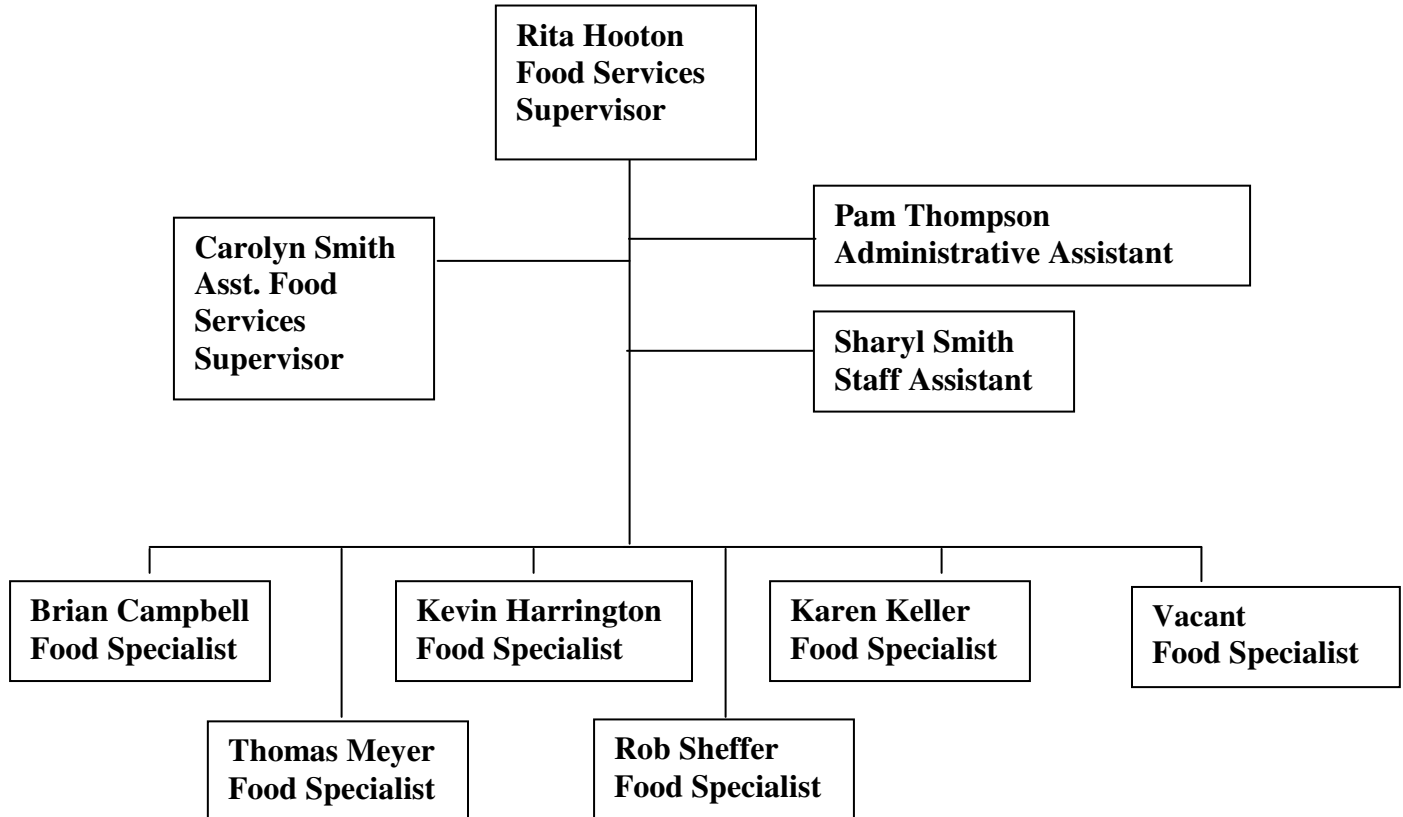 Rita Hooton
Food Services
Supervisor
Pam Thompson
Administrative Assistant
Carolyn Smith
Asst. Food
Services
Supervisor
Sharyl Smith
Staff Assistant
Brian Campbell
Food Specialist
Kevin Harrington
Food Specialist
Karen Keller
Food Specialist
Vacant
Food Specialist
Thomas Meyer
Food Specialist
Rob Sheffer
Food Specialist